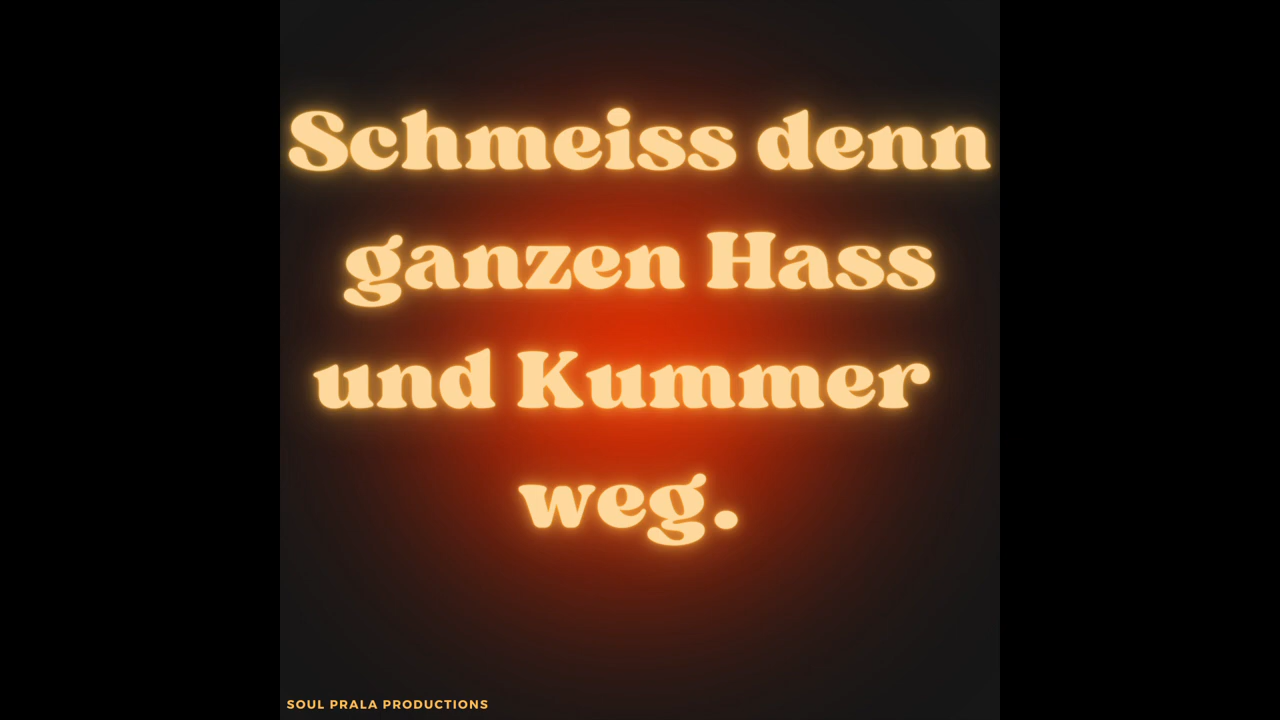 Schmeiss denn
ganzen Hass
und Kummer
weg.
SOUL PRALA PRODUCTIONS